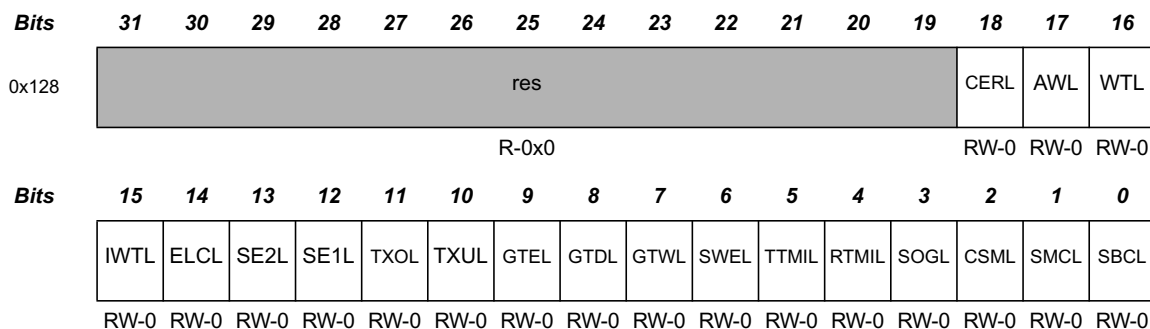 Bits 31 30 29 28 27 26 25 24 23 22 21 20 19 18 17 16
0x128 res CERL AWL WTL
R-0x0 RW-0 RW-0 RW-0
Bits 15 14 13 12 11 10 9 8 7 6 5 4 3 2 1 0
IWTL ELCL SE2L SE1L TXOL TXUL GTEL GTDL GTWL SWEL TTMIL RTMIL SOGL CSML SMCL SBCL
RW-0 RW-0 RW-0 RW-0 RW-0 RW-0 RW-0 RW-0 RW-0 RW-0 RW-0 RW-0 RW-0 RW-0 RW-0 RW-0